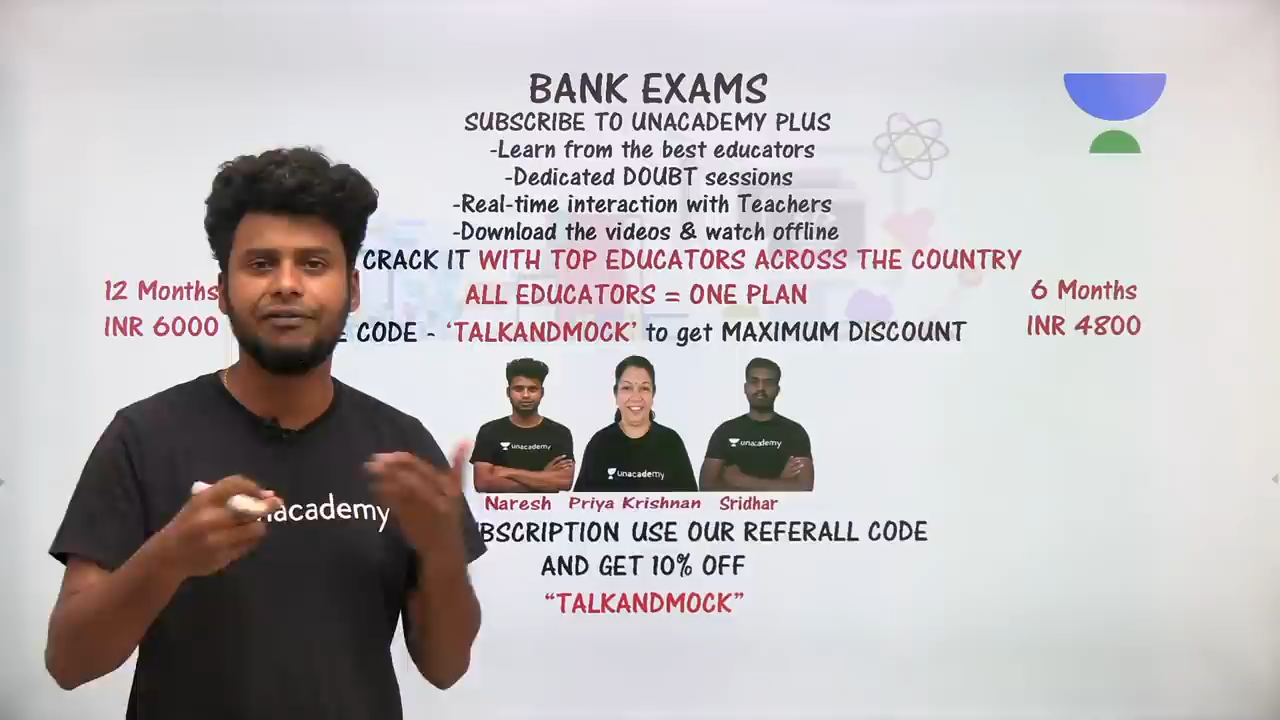 BANK EXAMS
SUBSCRIBE TO UNACADEMY PLUS
-Learn from the best educators
-Dedicated DOUBT sessions
-Real-time interaction with Teachers
-Download the videos & watch offline
CRACK IT WITH TOP EDUCATORS ACROSS THE COUNTRY
12 Months
INR 6000
ALL EDUCATORS = ONE PLAN
6 Months
INR 4800
CODE - ‘TALKANDMOCK’ to get MAXIMUM DISCOUNT
unacademy
unacademy
unacademy
Naresh Priya Krishnan Sridhar
USE OUR REFERALL CODE
AND GET 10% OFF
“TALKANDMOCK”